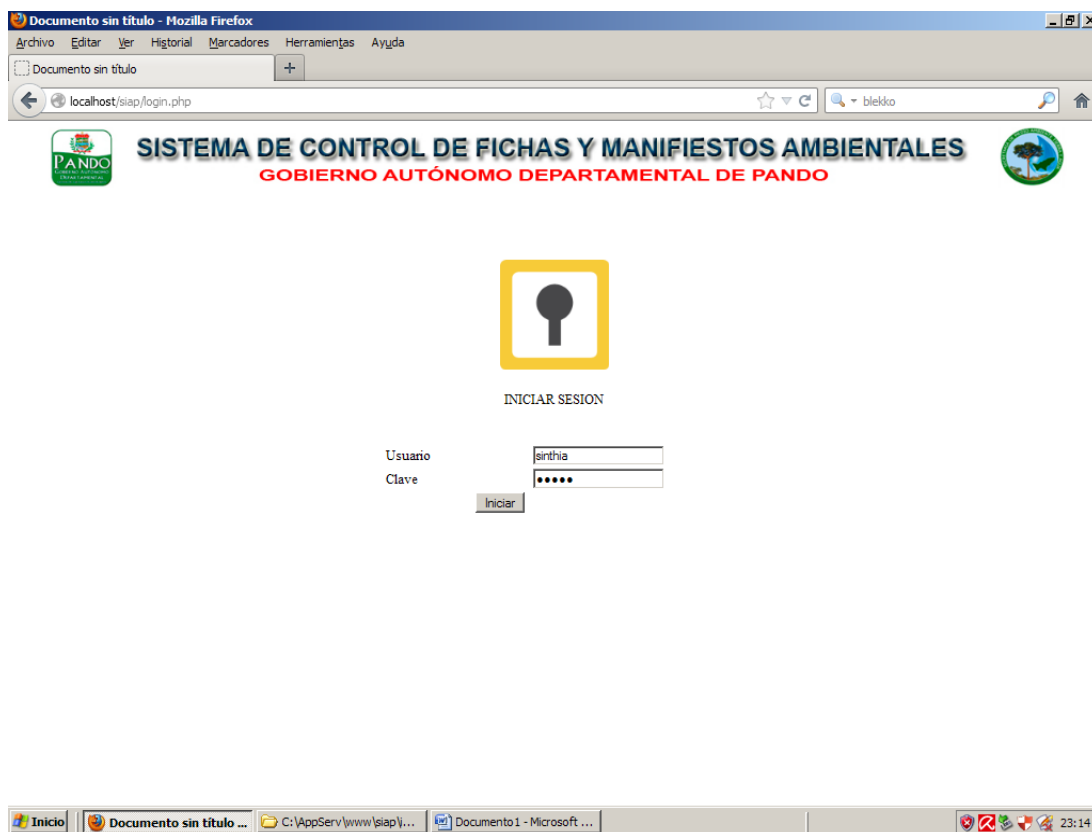 Documento sin título - Mozilla Firefox
Archivo Editar Ver Historial Marcadores Herramientas Ayuda
Documento sin título +
localhost/siap/login.php blekko
PANDO
SISTEMA DE CONTROL DE FICHAS Y MANIFIESTOS AMBIENTALES
GOBIERNO AUTÓNOMO DEPARTAMENTAL DE PANDO
INICIAR SESION
Usuario sinthia
Clave •••••
Iniciar
Inicio Documento sin título ... C:\AppServ\www\siap\i... Documento1 - Microsoft ... 23:14